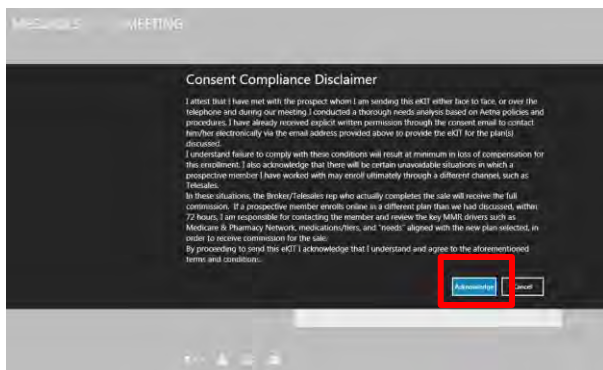 MESSAGES MEETING
Consent Compliance Disclaimer
I attest that I have met with the prospect whom I am sending this eKIT either face to face, or over the
telephone and during our meeting I conducted a thorough needs analysis based on Aetna policies and
procedures. I have already received explicit written permission through the consent email to contact
him/her electronically via the email address provided above to provide the eKIT for the plan(s)
discussed.
I understand failure to comply with these conditions will result at minimum in loss of compensation for
this enrollment. I also acknowledge that there will be certain unavoidable situations in which a
prospective member I have worked with may enroll ultimately through a different channel, such as
Telesales.
In these situations, the Broker/Telesales rep who actually completes the sale will receive the full
commission. If a prospective member enrolls online in a different plan than we had discussed, within
72 hours, I am responsible for contacting the member and review the key MMR drivers such as
Medicare & Pharmacy Network, medications/tiers, and "needs" aligned with the new plan selected, in
order to receive commission for the sale.
By proceeding to send this eKIT I acknowledge that I understand and agree to the aforementioned
terms and conditions.
Acknowledge Cancel